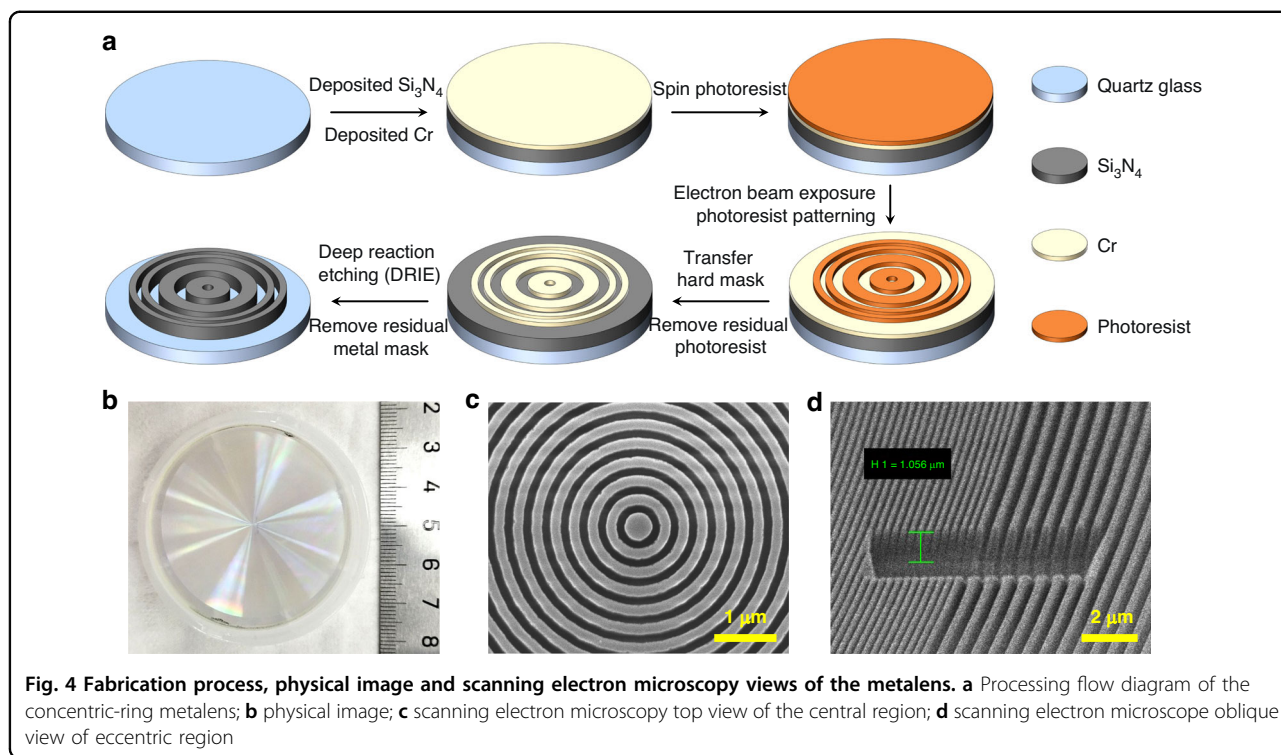 a
Deposited Si₃N₄
Deposited Cr
Spin photoresist
Quartz glass
Si₃N₄
Cr
Photoresist
Electron beam exposure
photoresist patterning
Transfer
hard mask
Remove residual
photoresist
Deep reaction
etching (DRIE)
Remove residual
metal mask
b
2
3
4
5
6
7
8
c
1 μm
d
H 1 = 1.056 μm
2 μm
Fig. 4 Fabrication process, physical image and scanning electron microscopy views of the metalens. a Processing flow diagram of the
concentric-ring metalens; b physical image; c scanning electron microscopy top view of the central region; d scanning electron microscope oblique
view of eccentric region